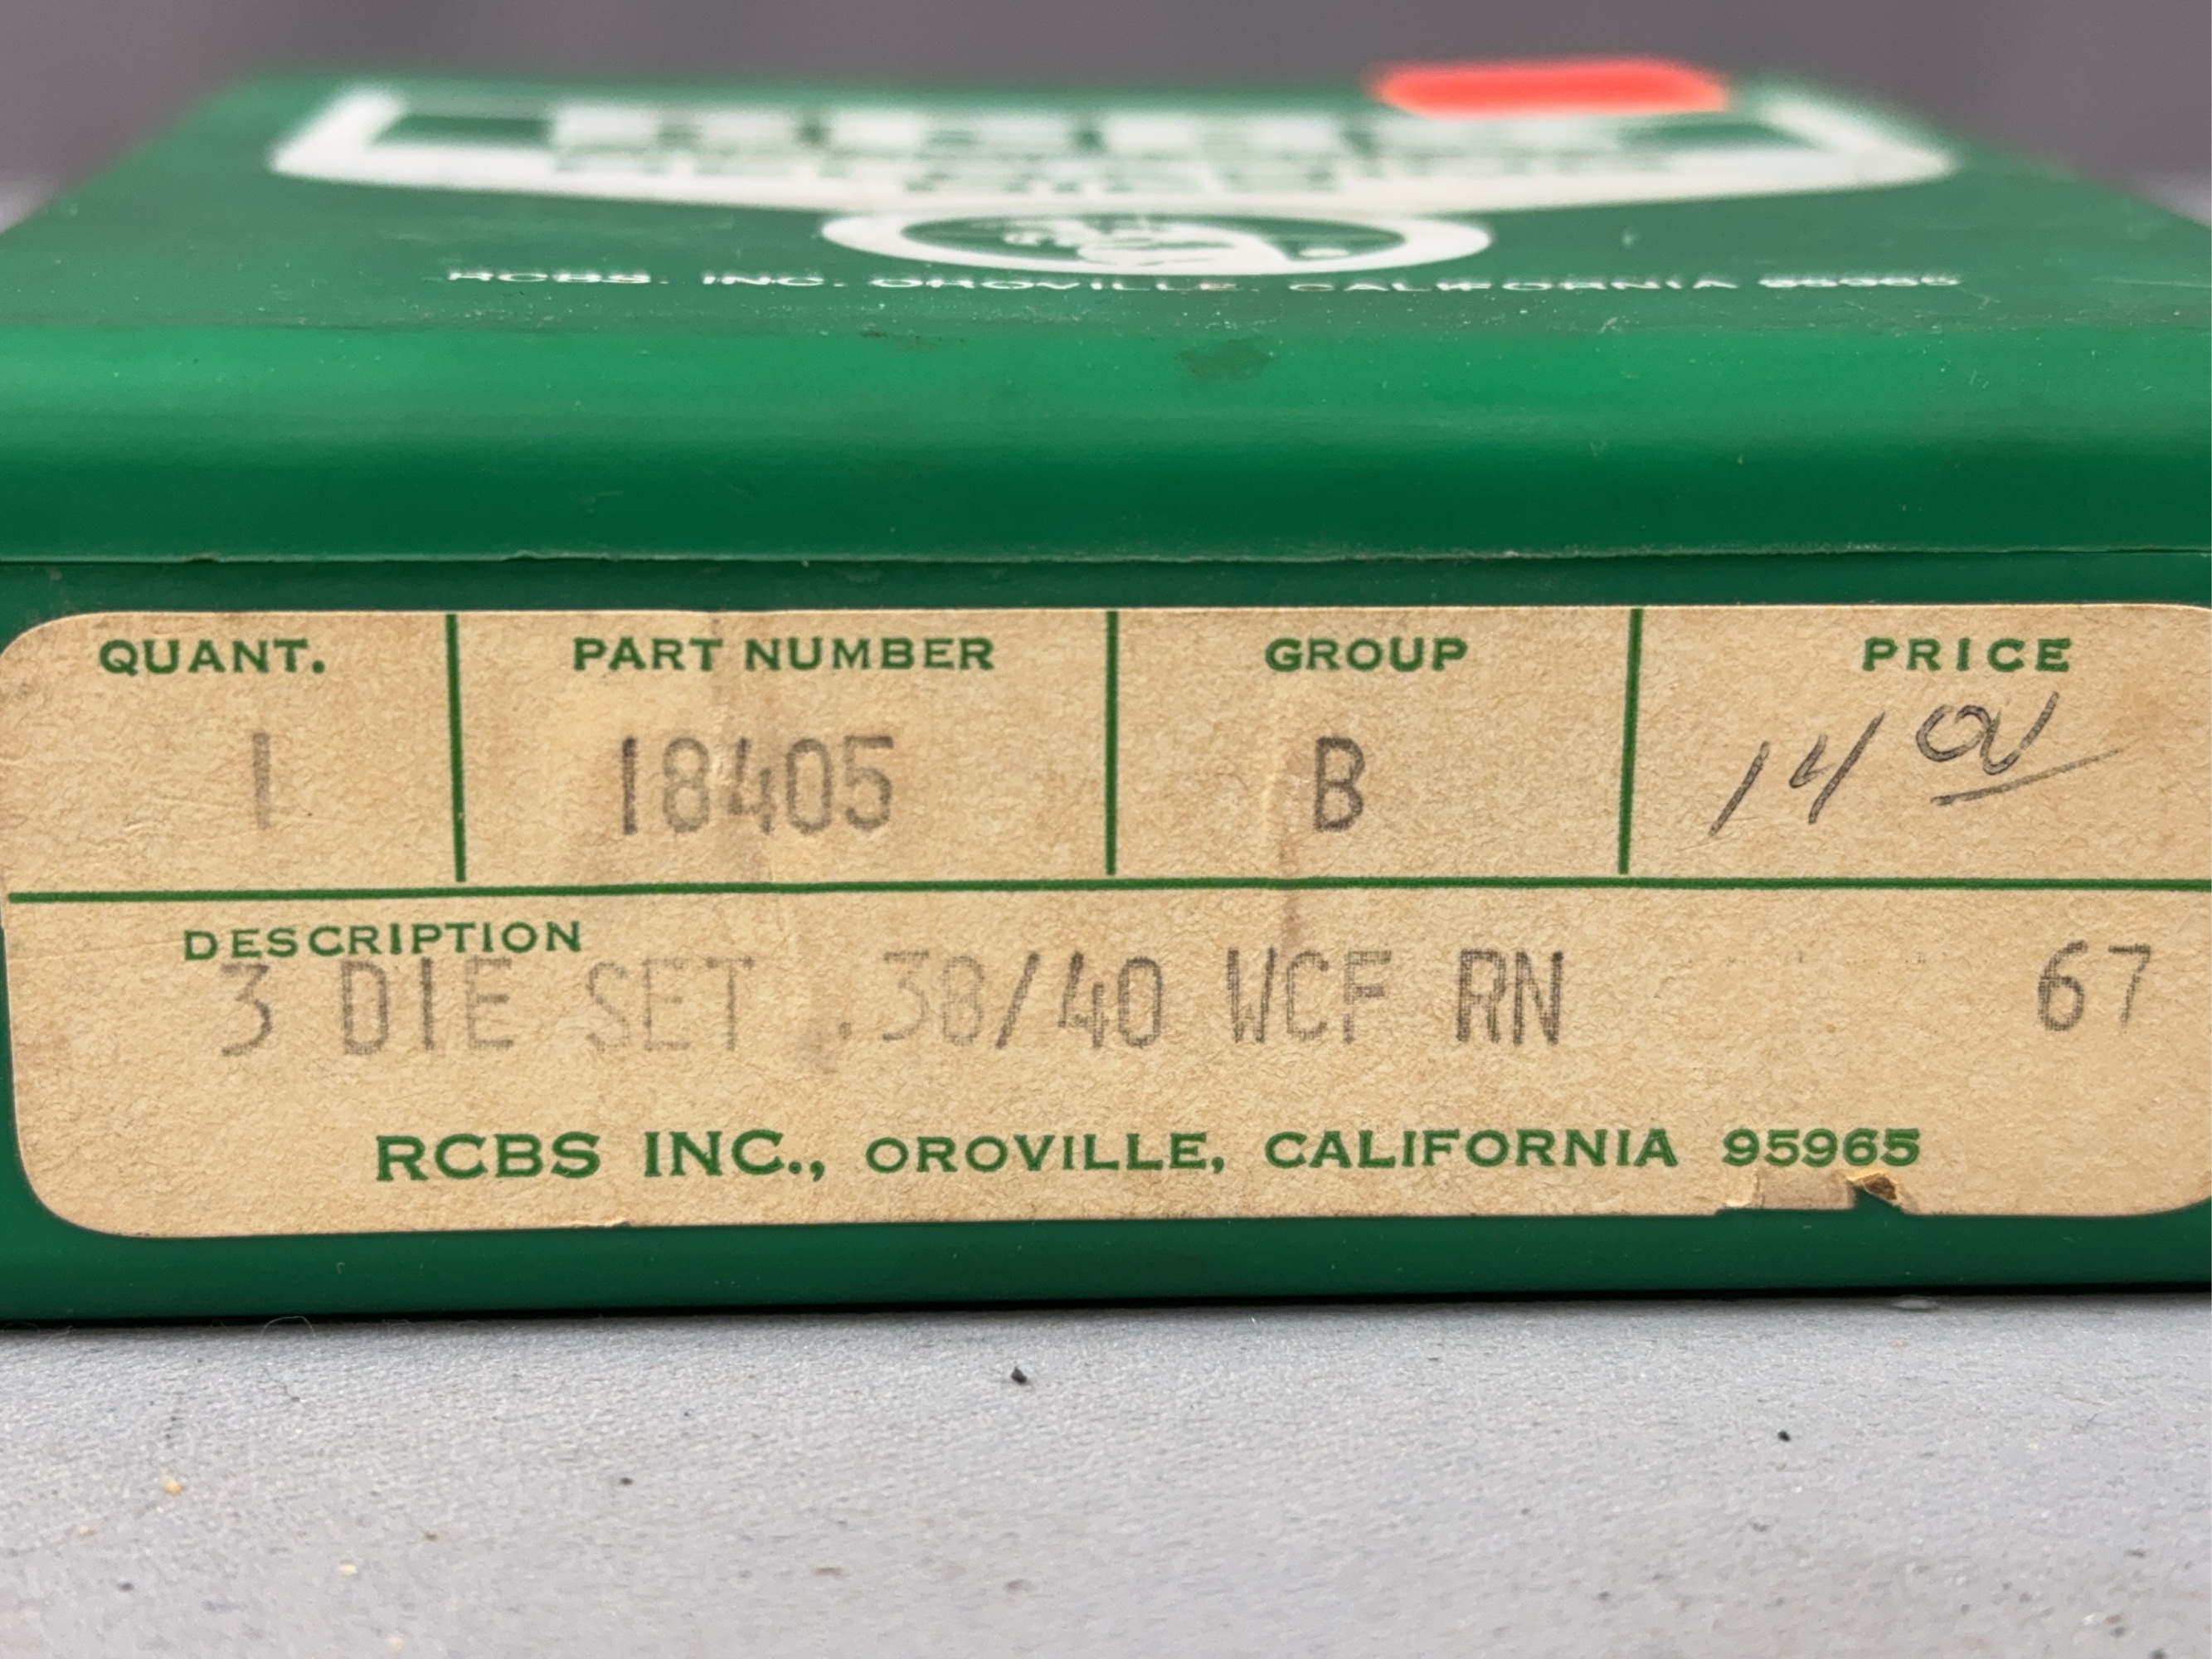 RCBS. INC. OROVILLE. CALIFORNIA 95965
QUANT. PART NUMBER GROUP PRICE
1 18405 B 14 00
DESCRIPTION
3 DIE SET .38/40 WCF RN 67
RCBS INC., OROVILLE, CALIFORNIA 95965